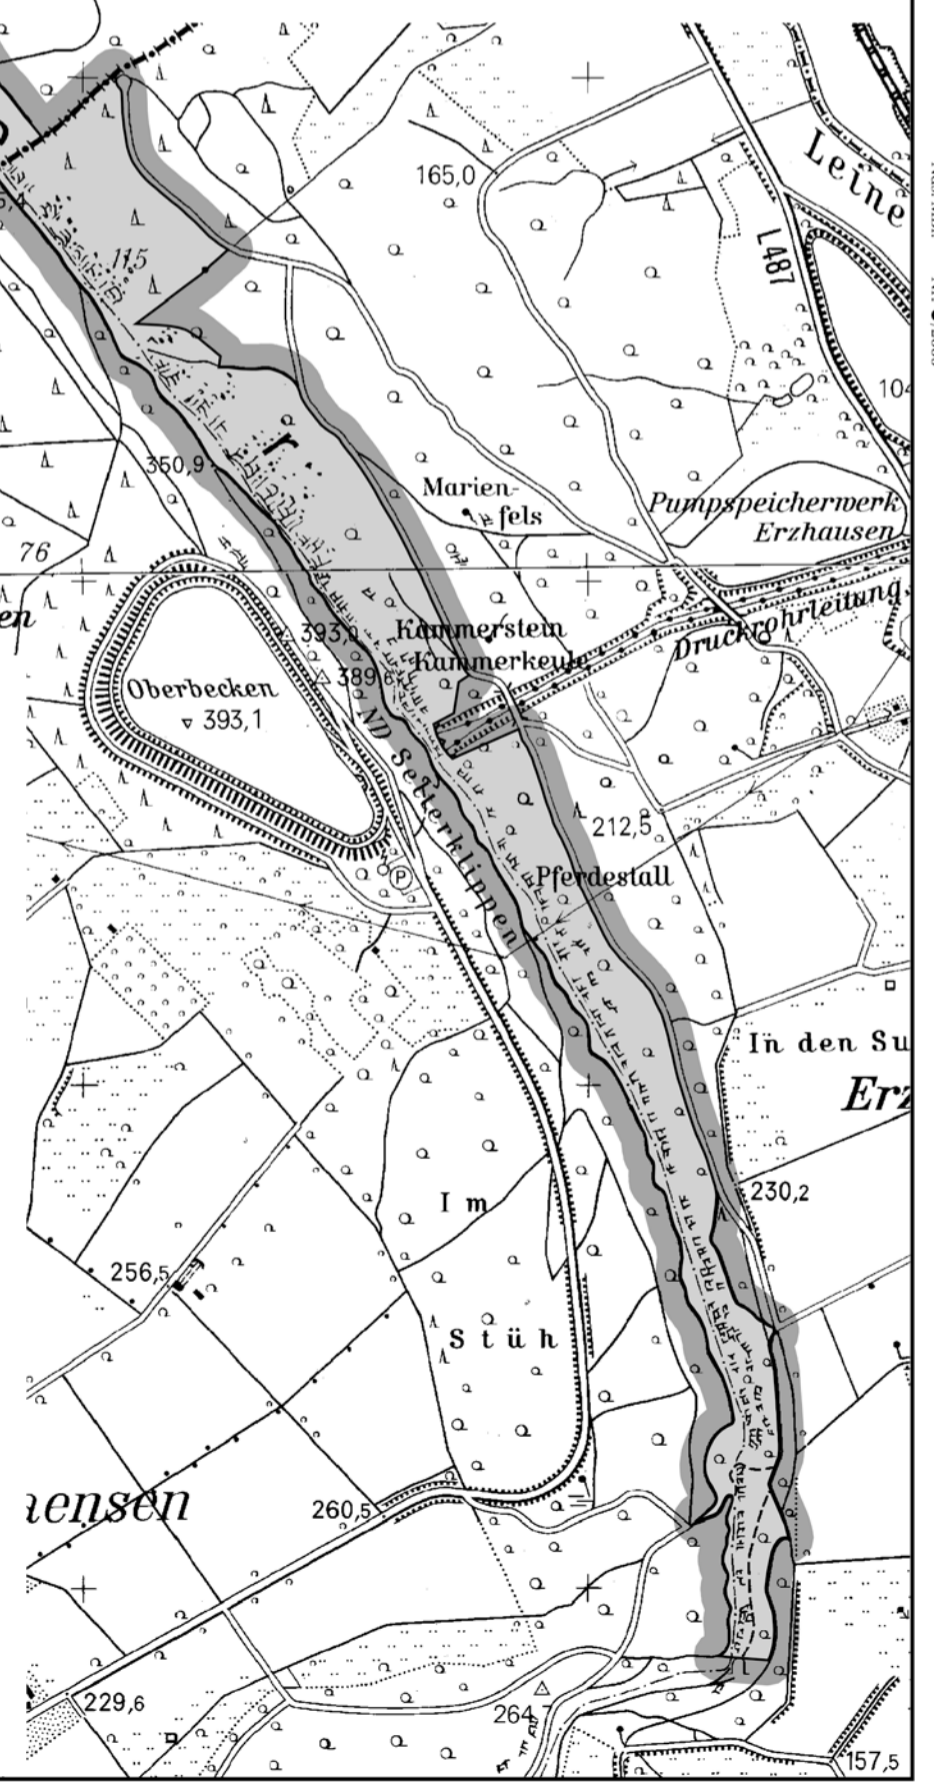 165,0
Leine
115
L487
104
350,9
Marien-
fels
Pumpspeicherwerk
Erzhausen
76
en
393,0
Kammerstein
Kammerkeule
Druckrohrleitung
Oberbecken
393,1
389,6
ND Selterklippen
212,5
Pferdestall
P
In den Su
Erz
230,2
Im
256,5
Stüh
aensen
260,5
229,6
264
157,5